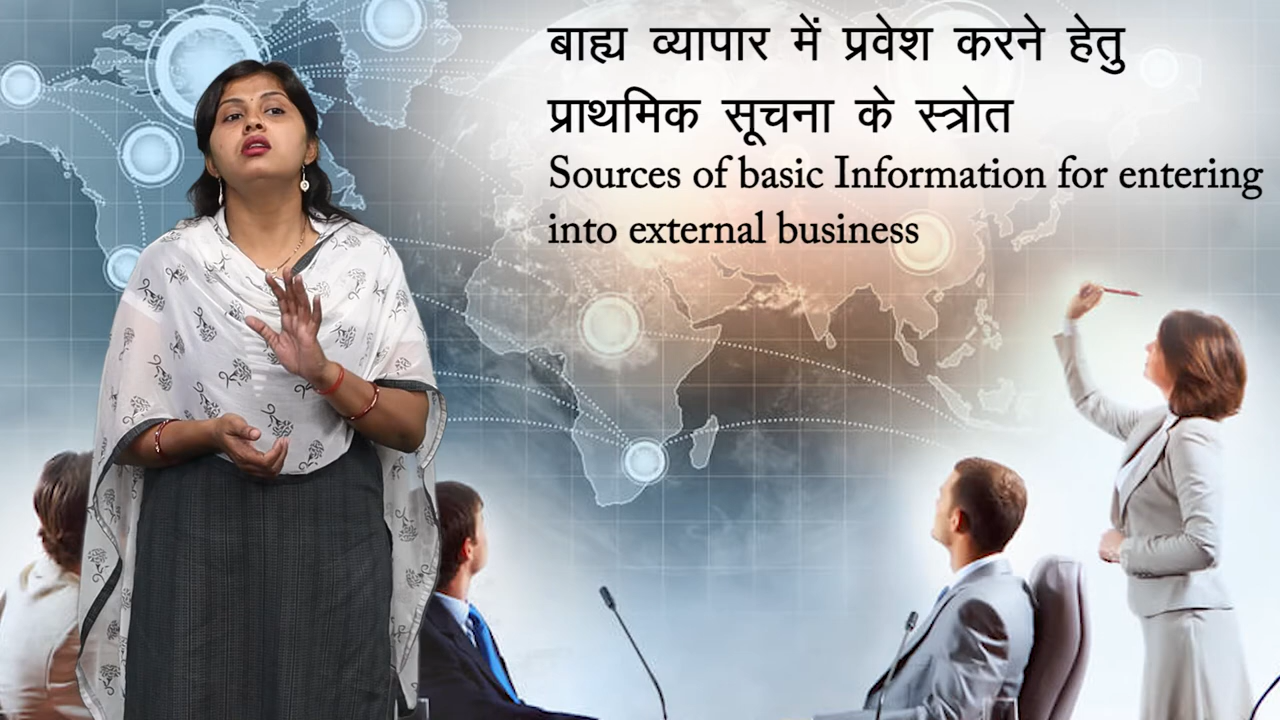 बाह्य व्यापार में प्रवेश करने हेतु
प्राथमिक सूचना के स्त्रोत
Sources of basic Information for entering
into external business